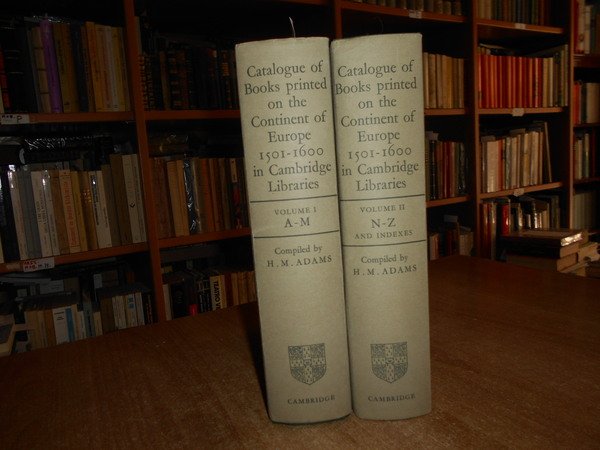 Catalogue of
Books printed
on the
Continent of
Europe
1501-1600
in Cambridge
Libraries
VOLUME I
A-M
Compiled by
H. M. ADAMS
CAMBRIDGE
Catalogue of
Books printed
on the
Continent of
Europe
1501-1600
in Cambridge
Libraries
VOLUME II
N-Z
AND INDEXES
Compiled by
H. M. ADAMS
CAMBRIDGE